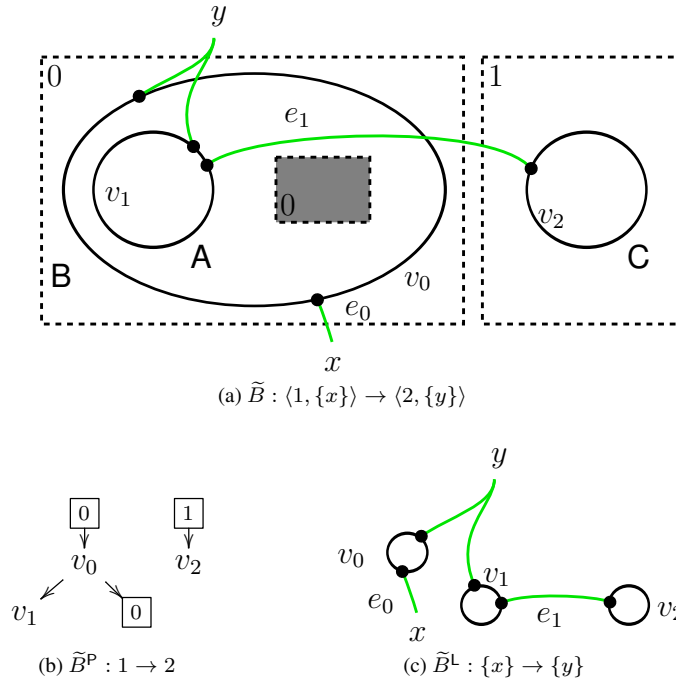 y
0
1
e₁
v₁
0
v₂
A
C
B
v₀
e₀
x
(a) B̃ : ⟨1, {x}⟩ → ⟨2, {y}⟩
y
0 1
v₀ v₂
v₀
v₁
v₁ 0
e₀
e₁
v₂
x
(b) B̃ᴾ : 1 → 2
(c) B̃ᴸ : {x} → {y}